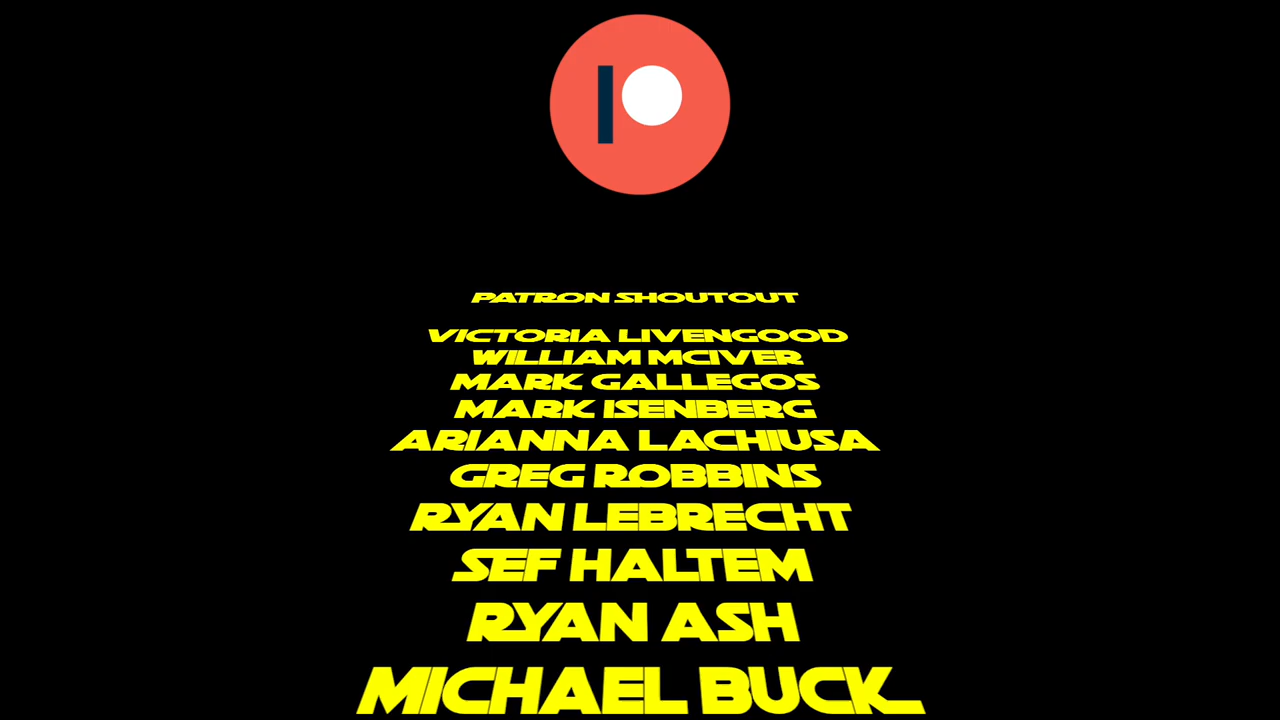 PATRON SHOUTOUT
VICTORIA LIVENGOOD
WILLIAM MCIVER
MARK GALLEGOS
MARK ISENBERG
ARIANNA LACHIUSA
GREG ROBBINS
RYAN LEBRECHT
SEF HALTEM
RYAN ASH
MICHAEL BUCK